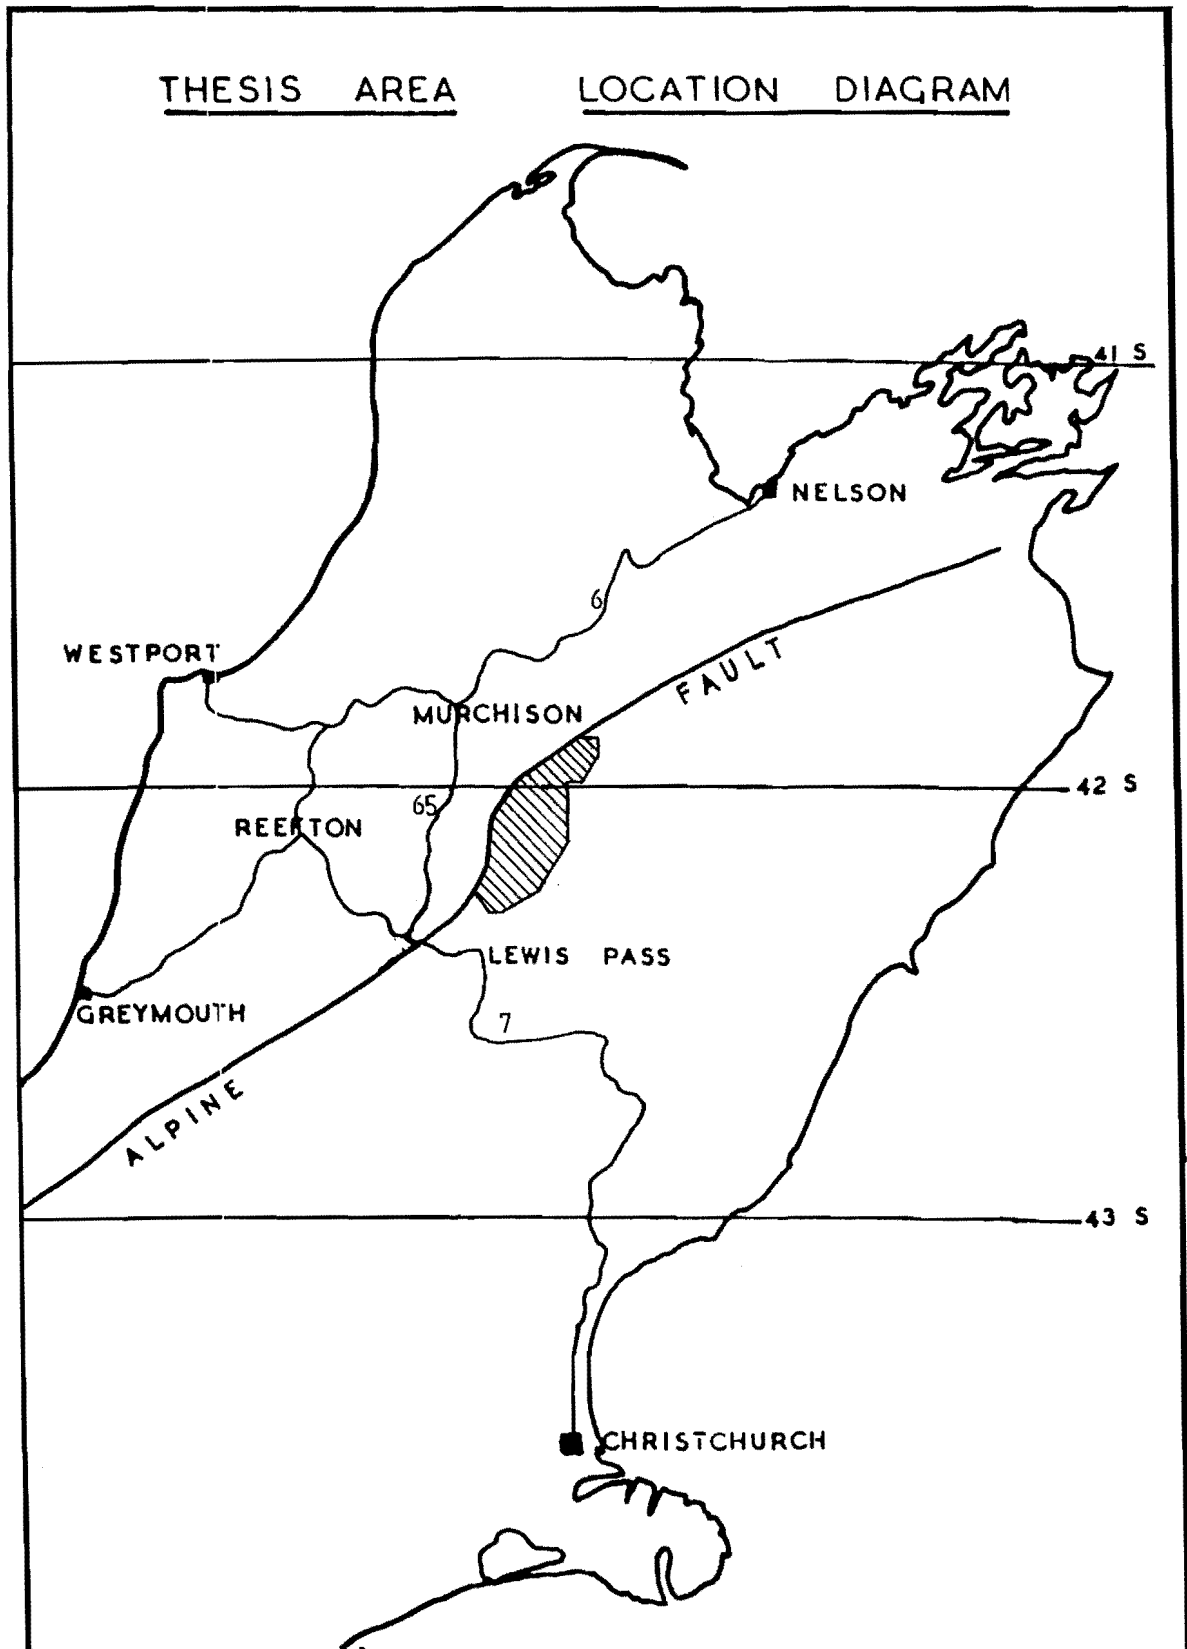 THESIS AREA LOCATION DIAGRAM
41 S
NELSON
6
WESTPORT
FAULT
MURCHISON
42 S
65
REEFTON
LEWIS PASS
GREYMOUTH
7
ALPINE
43 S
CHRISTCHURCH